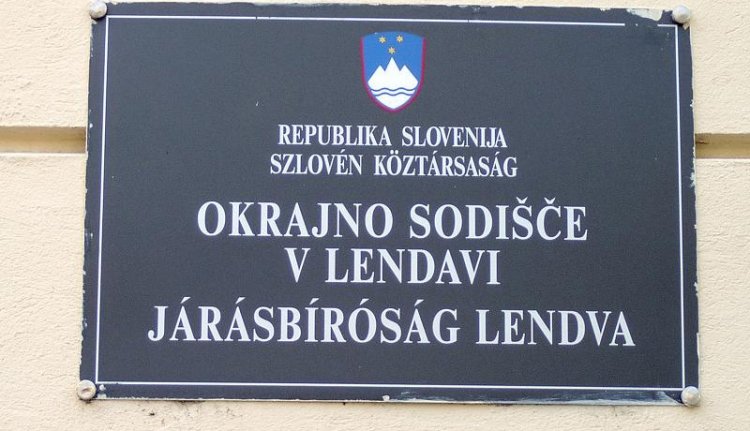 REPUBLIKA SLOVENIJA
SZLOVÉN KÖZTÁRSASÁG
OKRAJNO SODIŠČE
V LENDAVI
JÁRÁSBÍRÓSÁG LENDVA